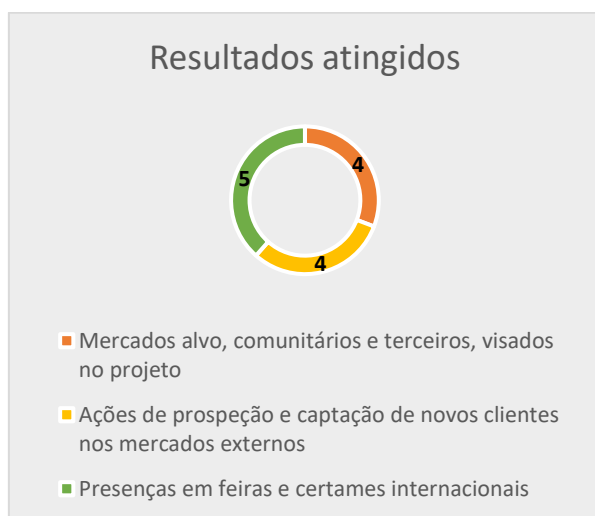 Resultados atingidos
4
5
4
Mercados alvo, comunitários e terceiros, visados
no projeto
Ações de prospeção e captação de novos clientes
nos mercados externos
Presenças em feiras e certames internacionais